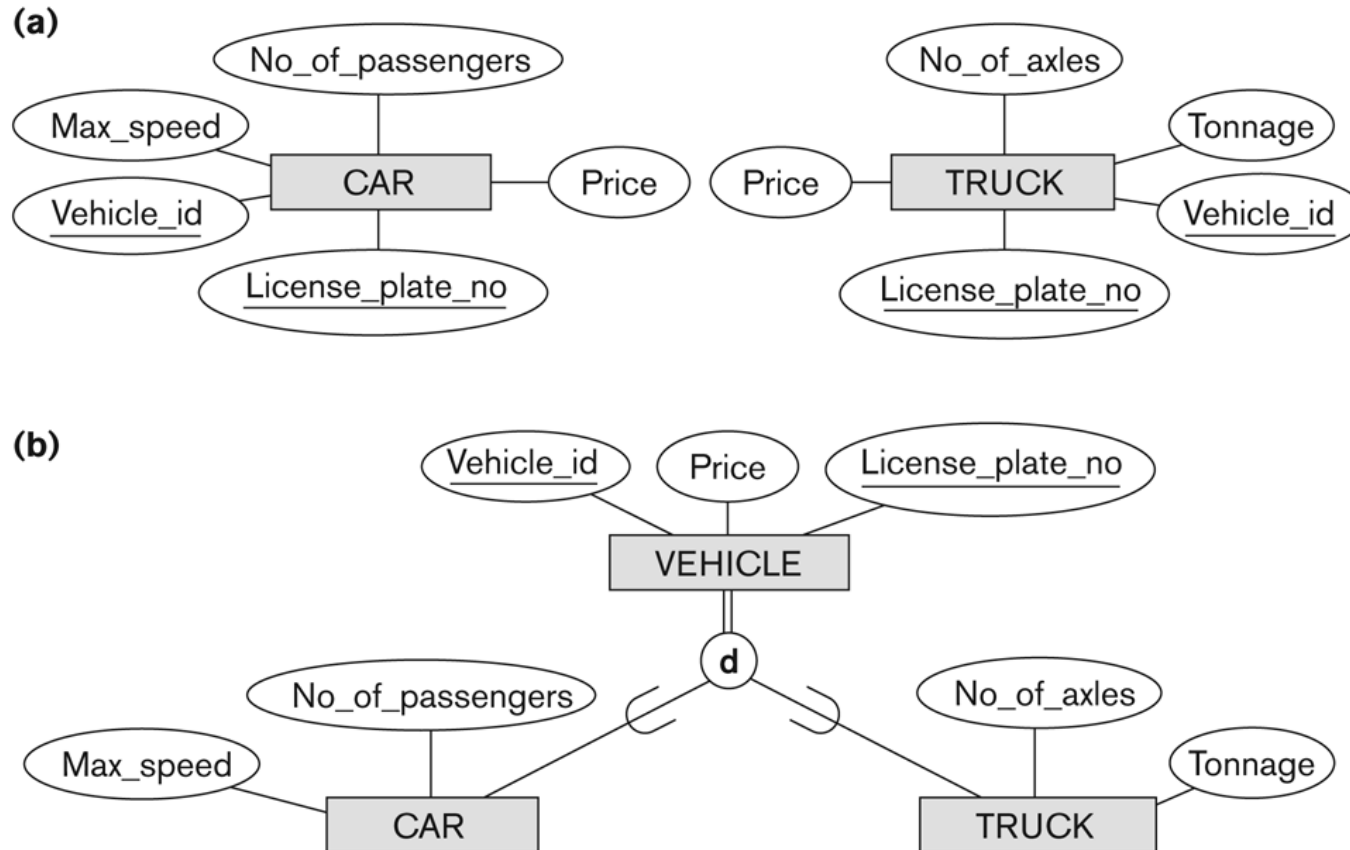 (a)
No_of_passengers
No_of_axles
Max_speed
Tonnage
CAR
Price
Price
TRUCK
Vehicle_id
Vehicle_id
License_plate_no
License_plate_no
(b)
Vehicle_id
Price
License_plate_no
VEHICLE
d
No_of_passengers
No_of_axles
Max_speed
Tonnage
CAR
TRUCK